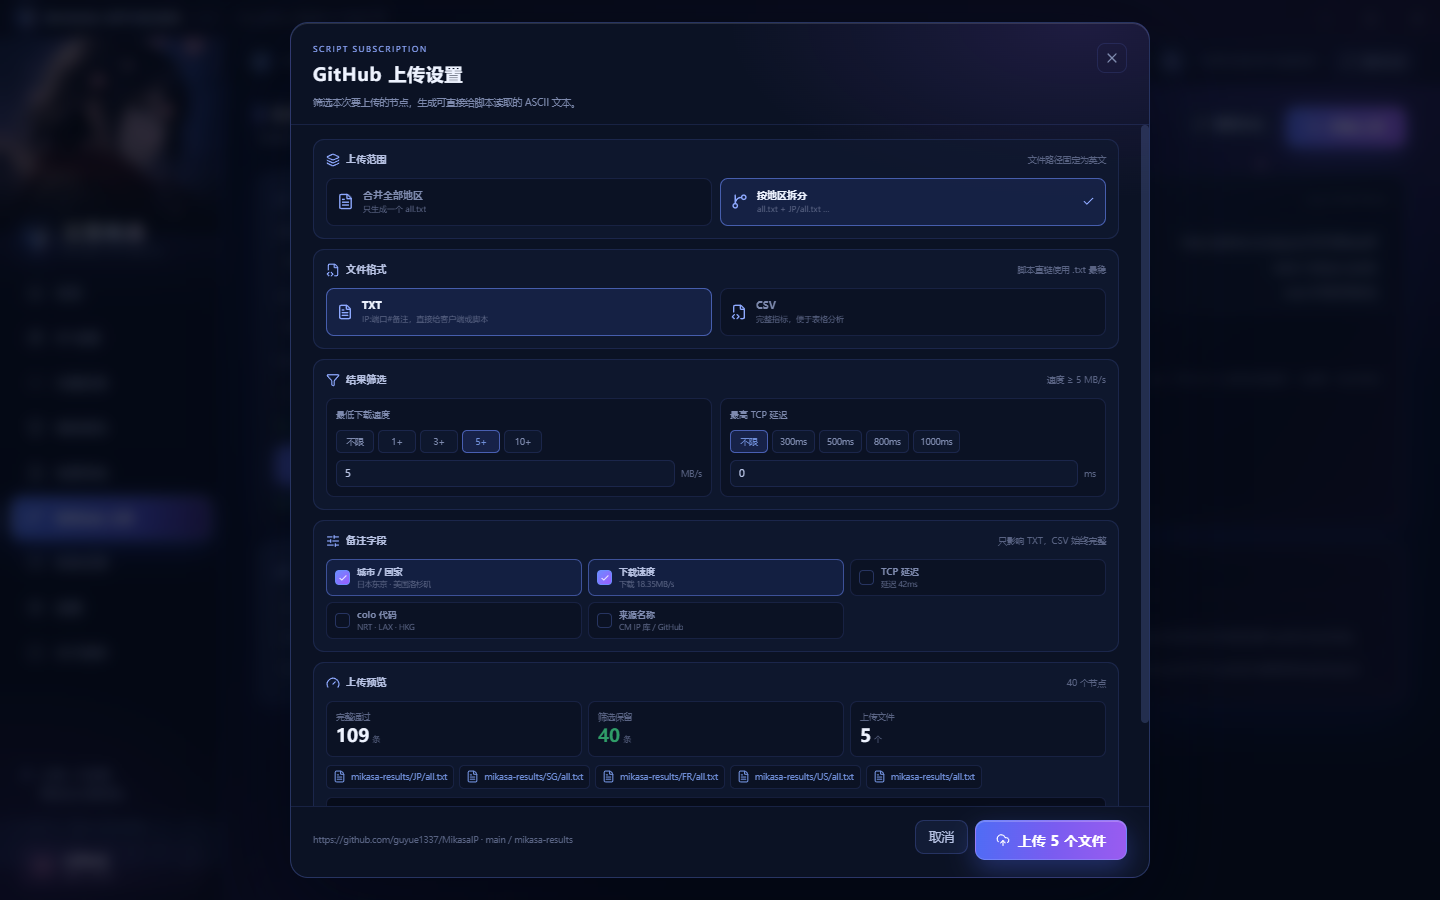 SCRIPT SUBSCRIPTION
GitHub 上传设置
筛选本次要上传的节点，生成可直接给脚本读取的 ASCII 文本。
上传范围
文件路径固定为英文
合并全部地区
只生成一个 all.txt
按地区拆分
all.txt + JP/all.txt ...
文件格式
脚本直链使用 .txt 最稳
TXT
IP:端口#备注，直接给客户端或脚本
CSV
完整指标，便于表格分析
结果筛选
速度 ≥ 5 MB/s
最低下载速度
不限 1+ 3+ 5+ 10+
5 MB/s
最高 TCP 延迟
不限 300ms 500ms 800ms 1000ms
0 ms
备注字段
只影响 TXT，CSV 始终完整
城市 / 国家
日本东京 · 美国洛杉矶
下载速度
下载 18.35MB/s
TCP 延迟
延迟 42ms
colo 代码
NRT · LAX · HKG
来源名称
CM IP 库 / GitHub
上传预览
40 个节点
完整通过
109 条
筛选保留
40 条
上传文件
5 个
mikasa-results/JP/all.txt
mikasa-results/SG/all.txt
mikasa-results/FR/all.txt
mikasa-results/US/all.txt
mikasa-results/all.txt
https://github.com/guyue1337/MikasaIP · main / mikasa-results
取消
上传 5 个文件